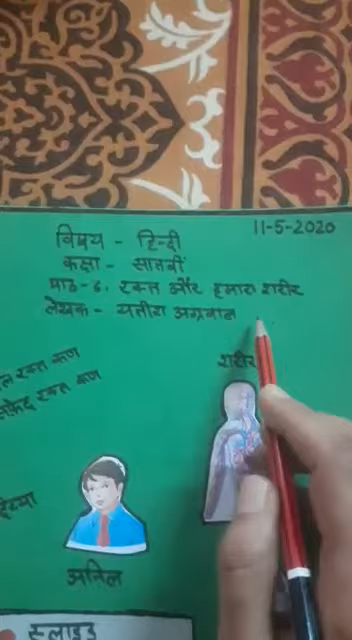 11-5-2020
विषय - हिन्दी
कक्षा - सातवीं
पाठ-6. रक्त और हमारा शरीर
लेखक - यतीश अग्रवाल
रक्त कण
सफेद रक्त कण
शरीर
अनिल
स्लाइड